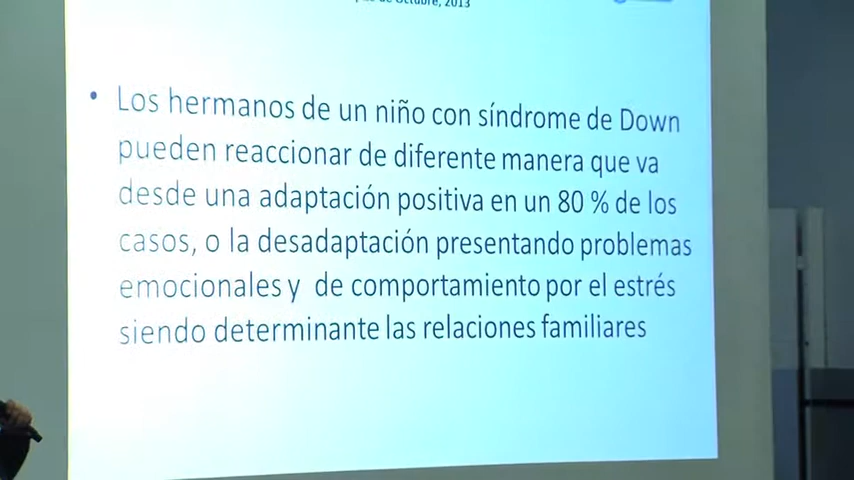 de Octubre, 2013
• Los hermanos de un niño con síndrome de Down
pueden reaccionar de diferente manera que va
desde una adaptación positiva en un 80 % de los
casos, o la desadaptación presentando problemas
emocionales y de comportamiento por el estrés
siendo determinante las relaciones familiares